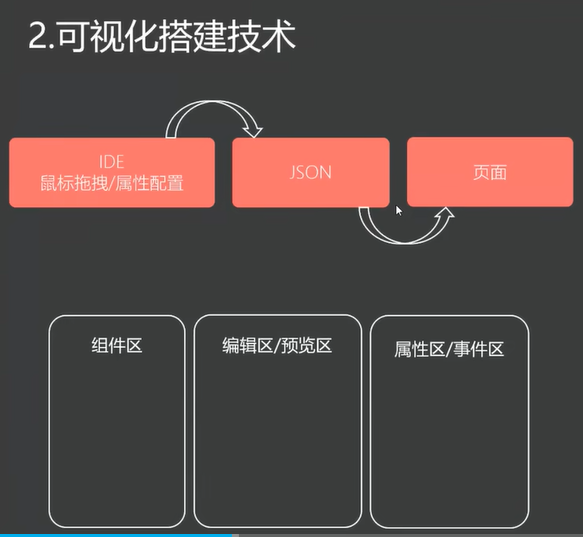 2.可视化搭建技术
IDE
鼠标拖拽/属性配置
JSON
页面
组件区
编辑区/预览区
属性区/事件区